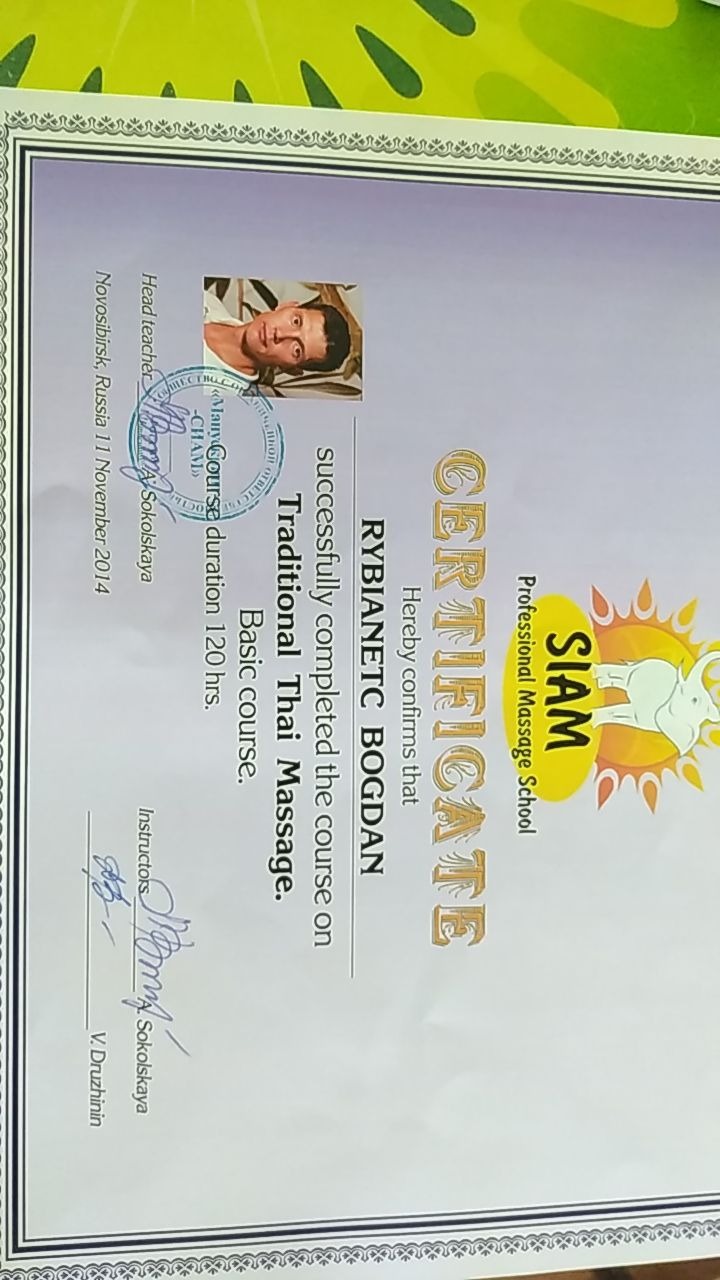 SIAM
Professional Massage School
CERTIFICATE
Hereby confirms that
RYBIANETC BOGDAN
successfully completed the course on
Traditional Thai Massage.
Basic course.
Course duration 120 hrs.
-СИАМ»
Head teacher A. Sokolskaya
Instructors A. Sokolskaya
Novosibirsk, Russia 11 November 2014
V. Druzhinin